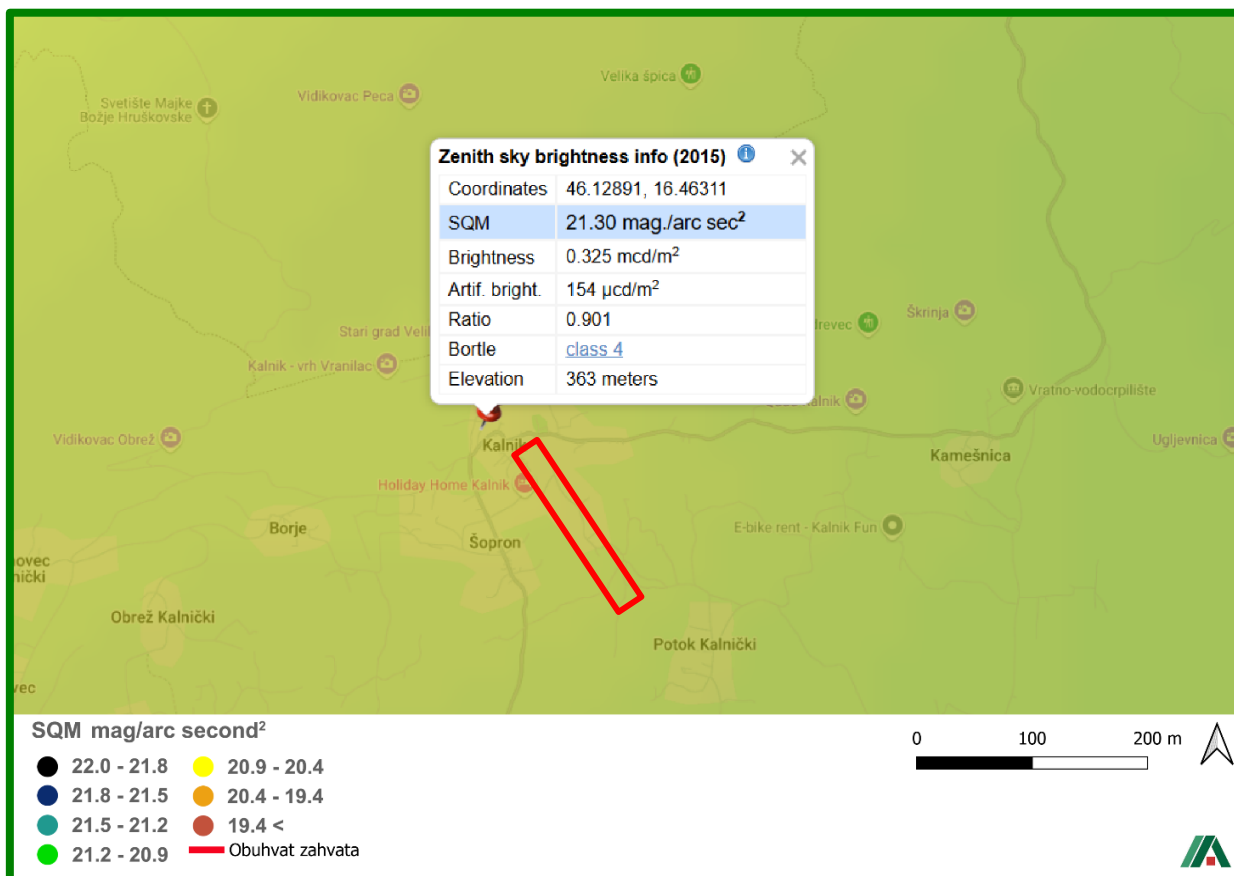 Velika špica
Vidikovac Peca
Svetište Majke
Božje Hruškovske
Zenith sky brightness info (2015)
Coordinates 46.12891, 16.46311
SQM 21.30 mag./arc sec²
Brightness 0.325 mcd/m²
Artif. bright. 154 µcd/m²
Ratio 0.901
Bortle class 4
Elevation 363 meters
Škrinja
drevec
Stari grad Veli
Kalnik - vrh Vranilac
Kalnik
Vratno-vodocrpilište
Vidikovac Obrež
Ugljevnica
Kalnik
Kamešnica
Holiday Home Kalnik
Borje
E-bike rent - Kalnik Fun
Šopron
ovec
nički
Obrež Kalnički
Potok Kalnički
vec
SQM mag/arc second²
22.0 - 21.8
20.9 - 20.4
21.8 - 21.5
20.4 - 19.4
21.5 - 21.2
19.4 <
21.2 - 20.9
Obuhvat zahvata
0 100 200 m